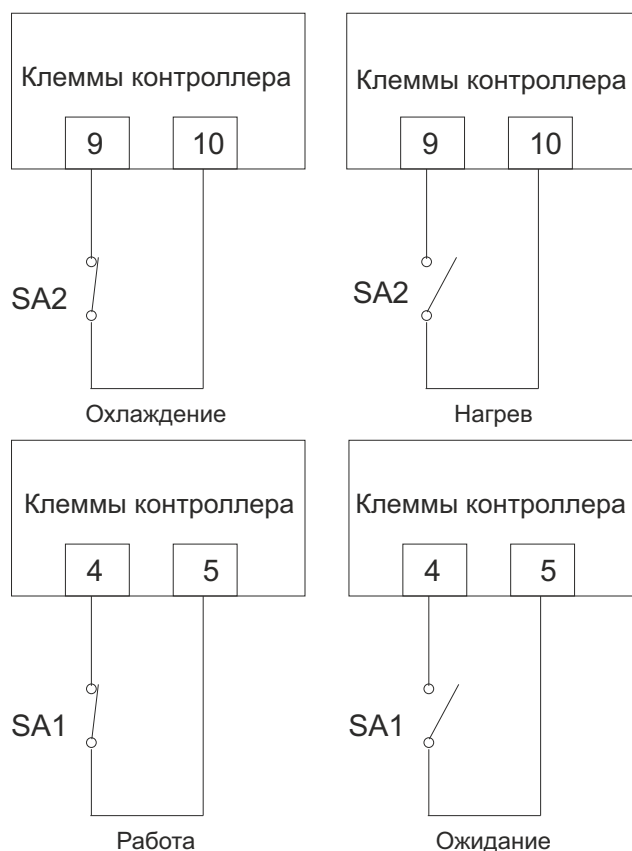 Клеммы контроллера
9 10
SA2
Охлаждение
Клеммы контроллера
9 10
SA2
Нагрев
Клеммы контроллера
4 5
SA1
Работа
Клеммы контроллера
4 5
SA1
Ожидание